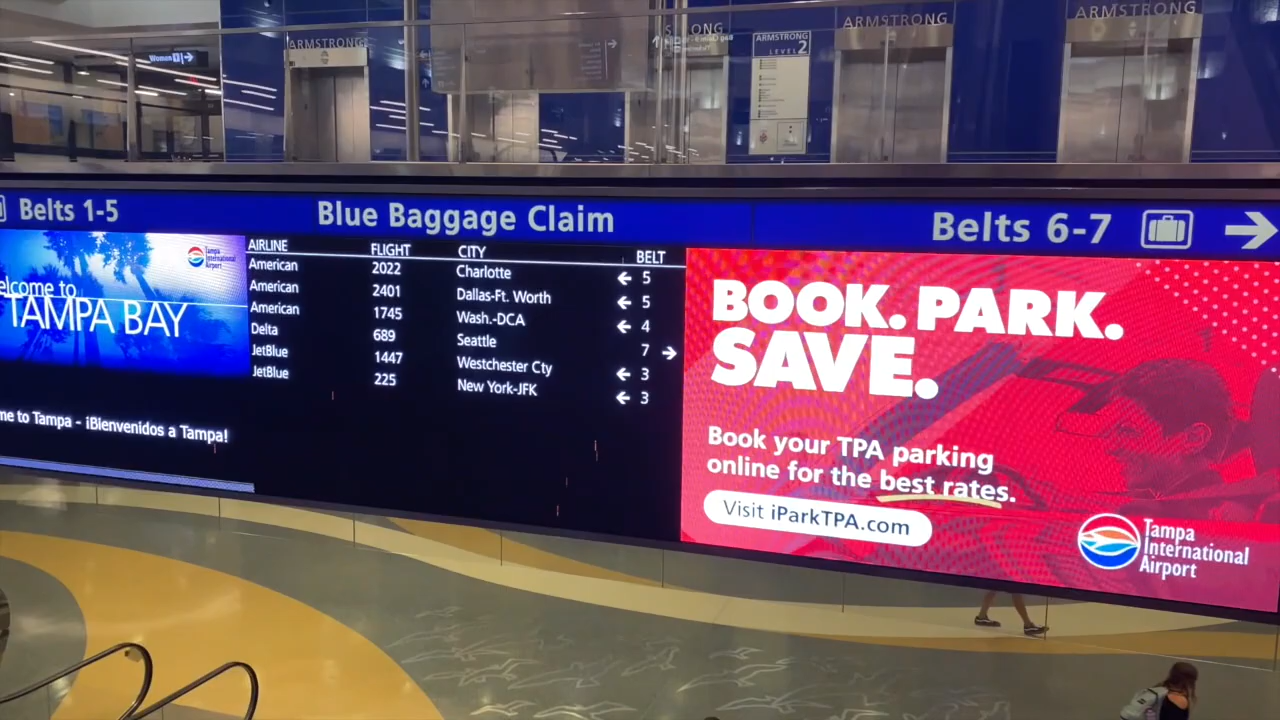 Women
ARMSTRONG
ARMSTRONG
ARMSTRONG
ARMSTRONG
LEVEL 2
Belts 1-5
Blue Baggage Claim
Belts 6-7
Tampa
International
Airport
elcome to
TAMPA BAY
me to Tampa - ¡Bienvenidos a Tampa!
AIRLINE FLIGHT CITY BELT
American 2022 Charlotte ← 5
American 2401 Dallas-Ft. Worth ← 5
American 1745 Wash.-DCA ← 4
Delta 689 Seattle 7 →
JetBlue 1447 Westchester Cty ← 3
JetBlue 225 New York-JFK ← 3
BOOK. PARK.
SAVE.
Book your TPA parking
online for the best rates.
Visit iParkTPA.com
Tampa
International
Airport